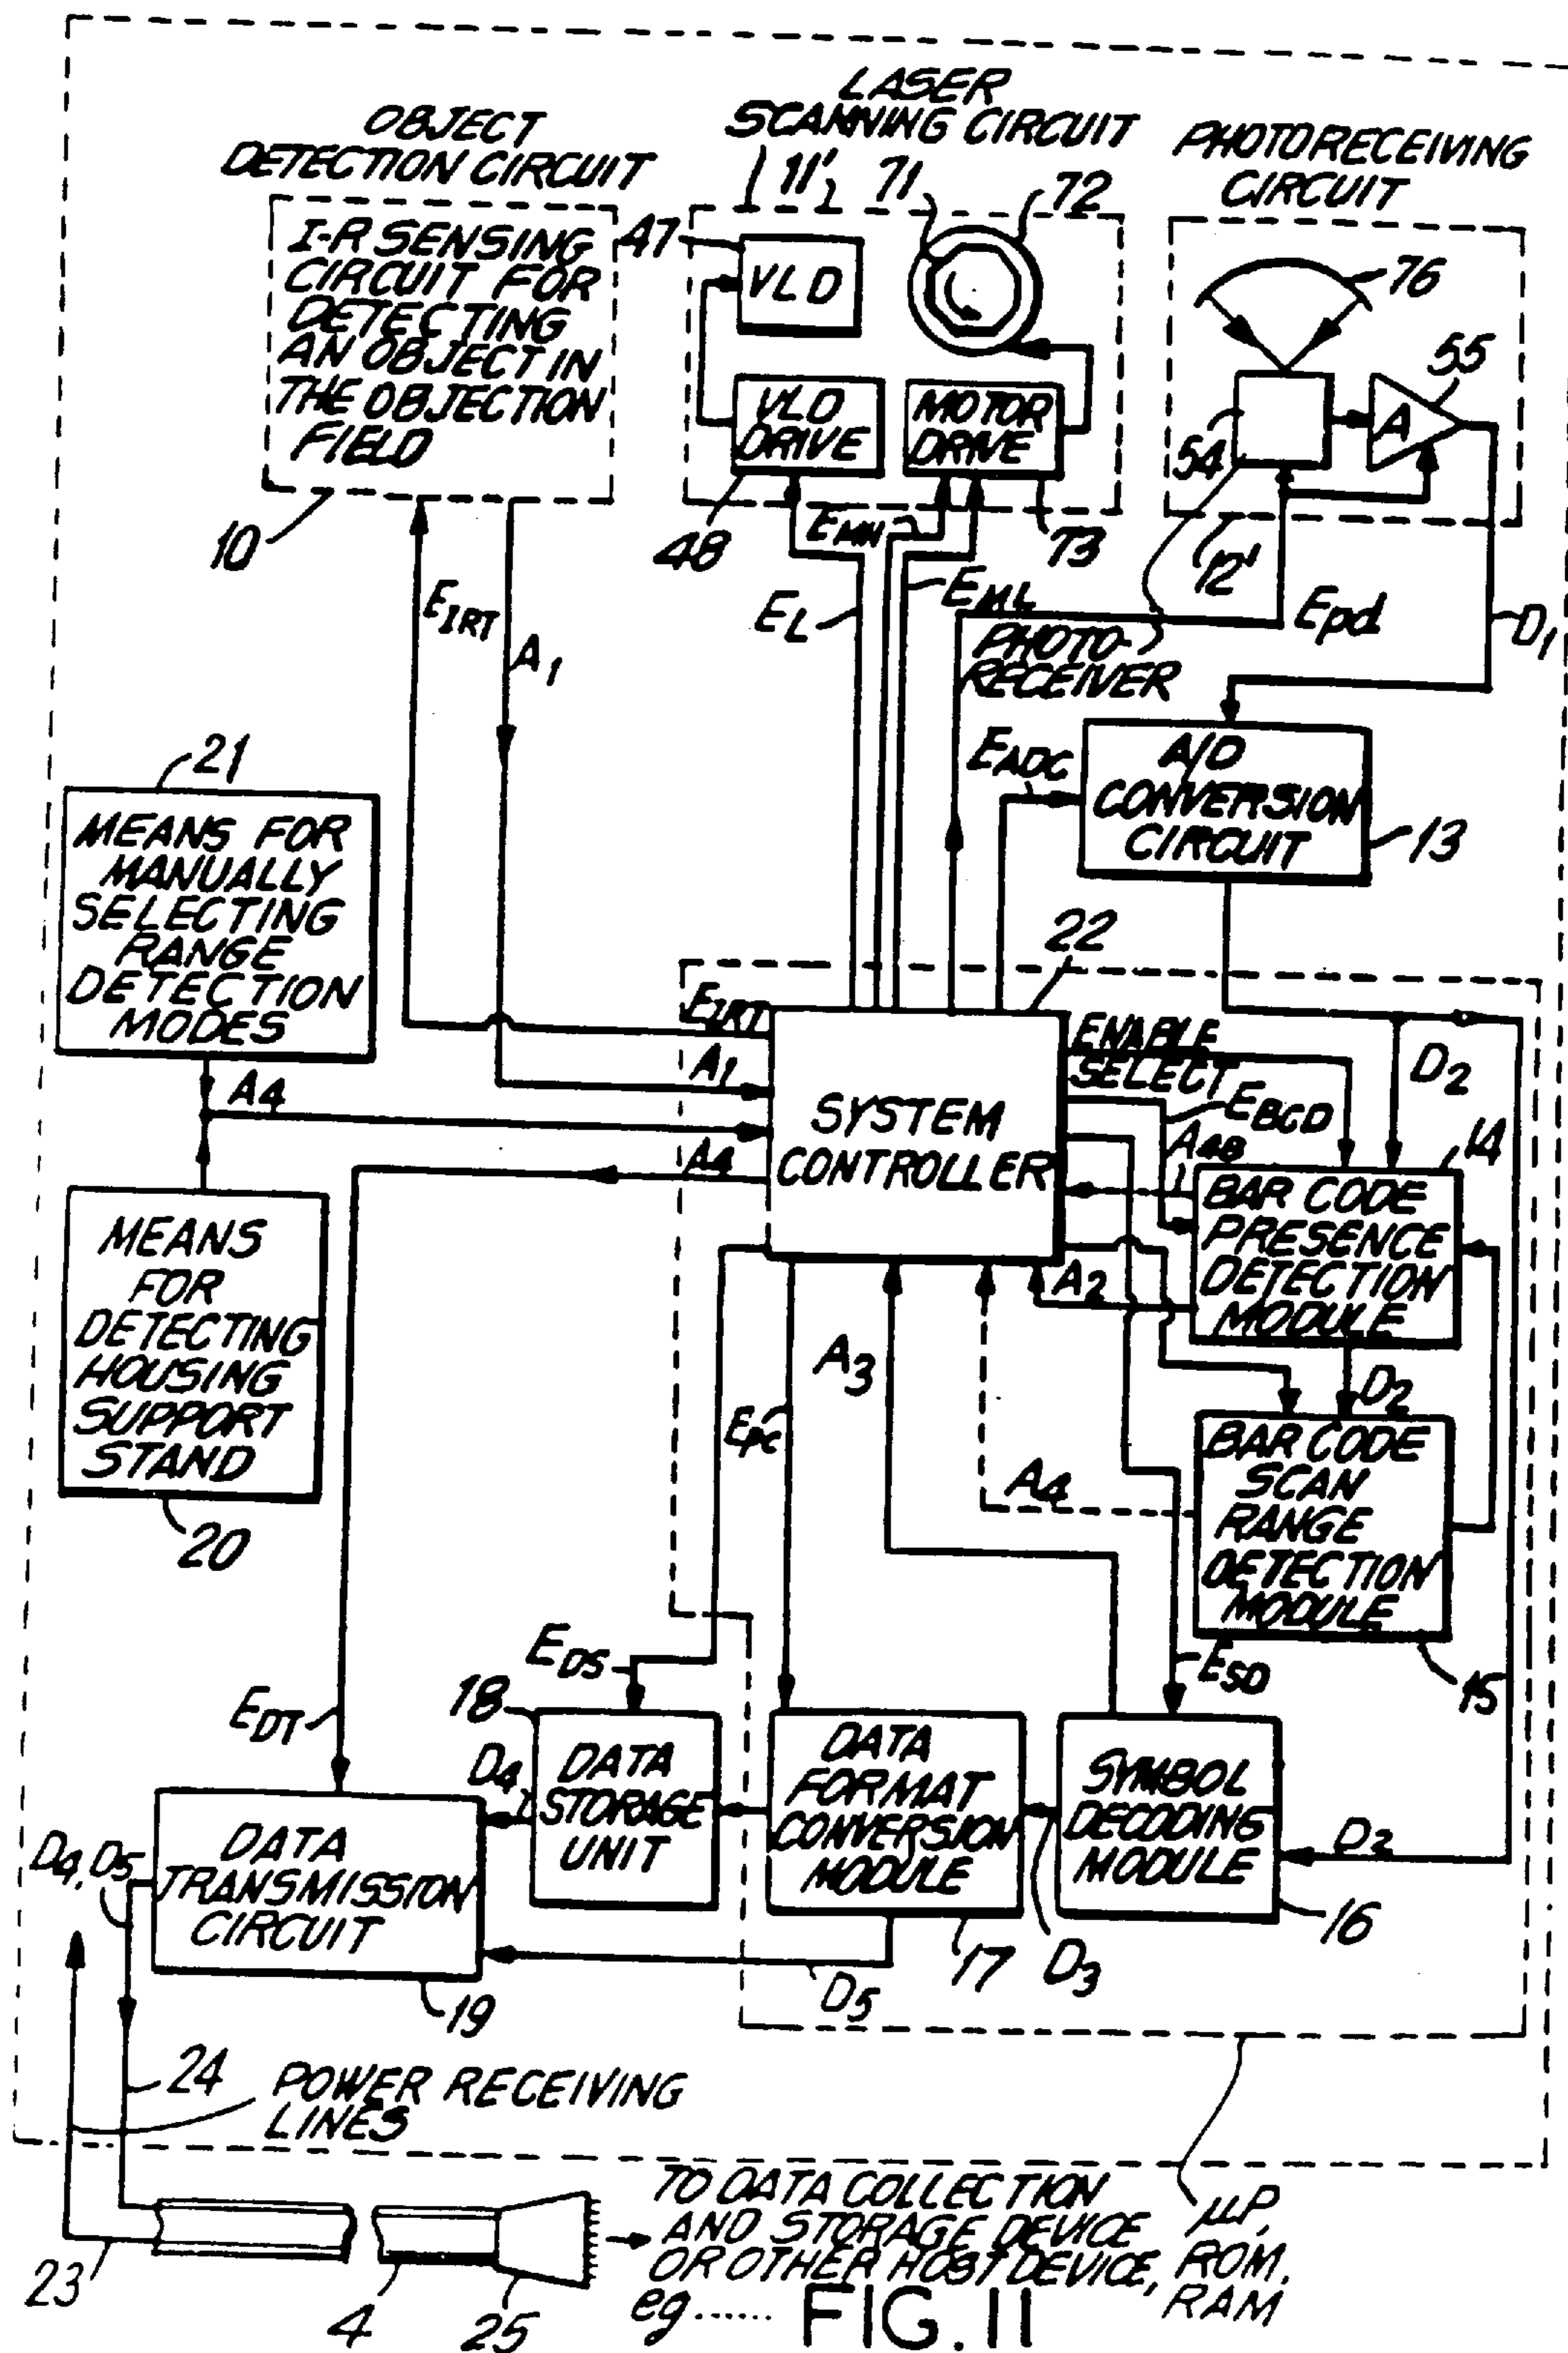 OBJECT
DETECTION CIRCUIT
LASER
SCANNING CIRCUIT
PHOTORECEIVING
CIRCUIT
11'
71
72
47
I-R SENSING
CIRCUIT FOR
DETECTING
AN OBJECT IN
THE OBJECTION
FIELD
VLD
76
55
VLD
DRIVE
MOTOR
DRIVE
54
A
10
48
EMH
73
12'
EIRT
A1
EL
EML
Epd
D1
PHOTO-
RECEIVER
21
MEANS FOR
MANUALLY
SELECTING
RANGE
DETECTION
MODES
EADC
A/D
CONVERSION
CIRCUIT
13
22
EIRT
A1
A4
A4
SYSTEM
CONTROLLER
ENABLE
SELECT
EBCD
A4B
D2
14
BAR CODE
PRESENCE
DETECTION
MODULE
A2
MEANS
FOR
DETECTING
HOUSING
SUPPORT
STAND
20
A3
EPC
A4
D2
BAR CODE
SCAN
RANGE
DETECTION
MODULE
15
EDT
EDS
ESD
18
D4
DATA
STORAGE
UNIT
DATA
FORMAT
CONVERSION
MODULE
SYMBOL
DECODING
MODULE
D2
16
D4, D5
DATA
TRANSMISSION
CIRCUIT
19
D5
17
D3
24
POWER RECEIVING
LINES
23
4
25
TO DATA COLLECTION
AND STORAGE DEVICE
OR OTHER HOST DEVICE,
eg......
µP,
ROM,
RAM
FIG. 11